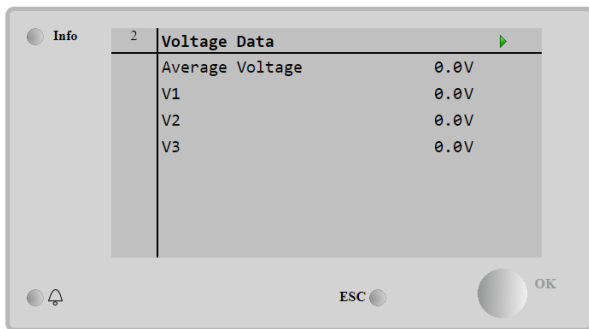 Info
2 Voltage Data
Average Voltage 0.0V
V1 0.0V
V2 0.0V
V3 0.0V
ESC
OK